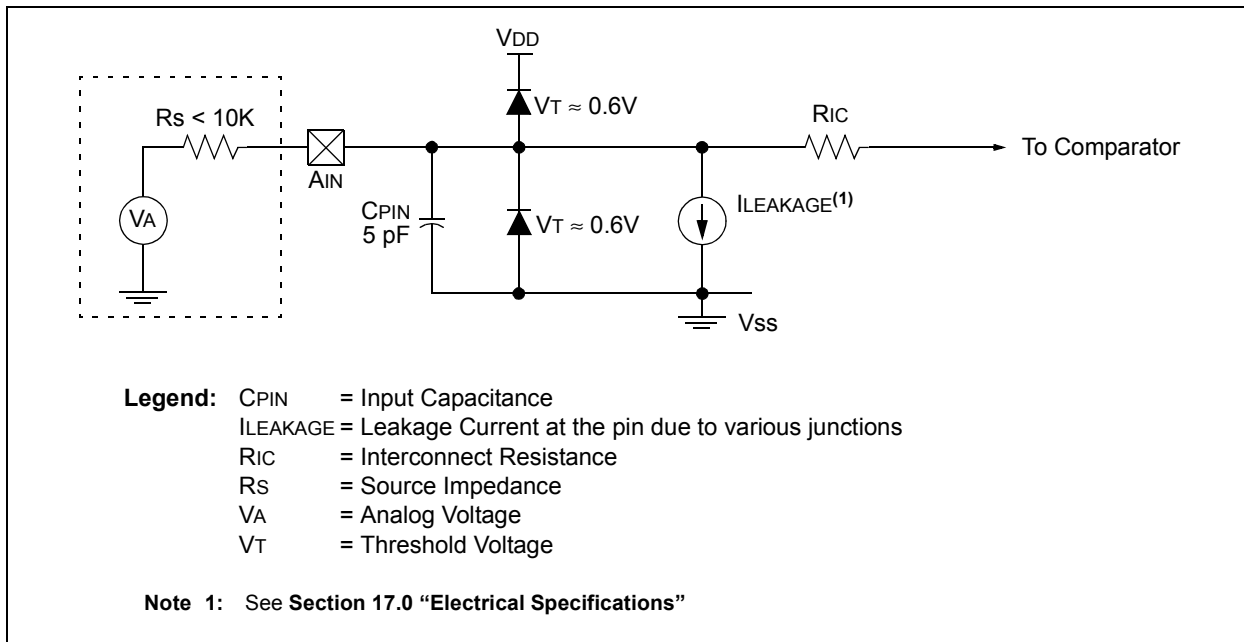 VDD
VT ≈ 0.6V
Rs < 10K
RIC
To Comparator
AIN
VA
CPIN
5 pF
VT ≈ 0.6V
ILEAKAGE(1)
Vss
Legend: CPIN = Input Capacitance
ILEAKAGE = Leakage Current at the pin due to various junctions
RIC = Interconnect Resistance
RS = Source Impedance
VA = Analog Voltage
VT = Threshold Voltage
Note 1: See Section 17.0 “Electrical Specifications”